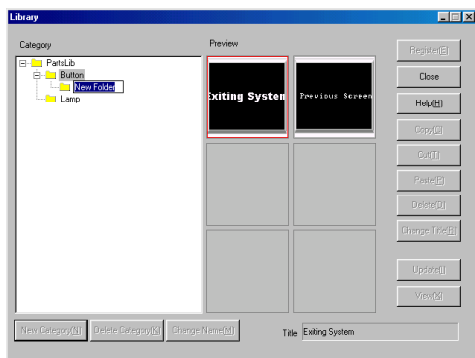 Library
Category
Preview
PartsLib
Button
New Folder
Lamp
Exiting System
Previous Screen
Register(E)
Close
Help(H)
Copy(C)
Cut(T)
Paste(P)
Delete(D)
Change Title(R)
Update(I)
View(X)
New Category(N)
Delete Category(K)
Change Name(M)
Title
Exiting System